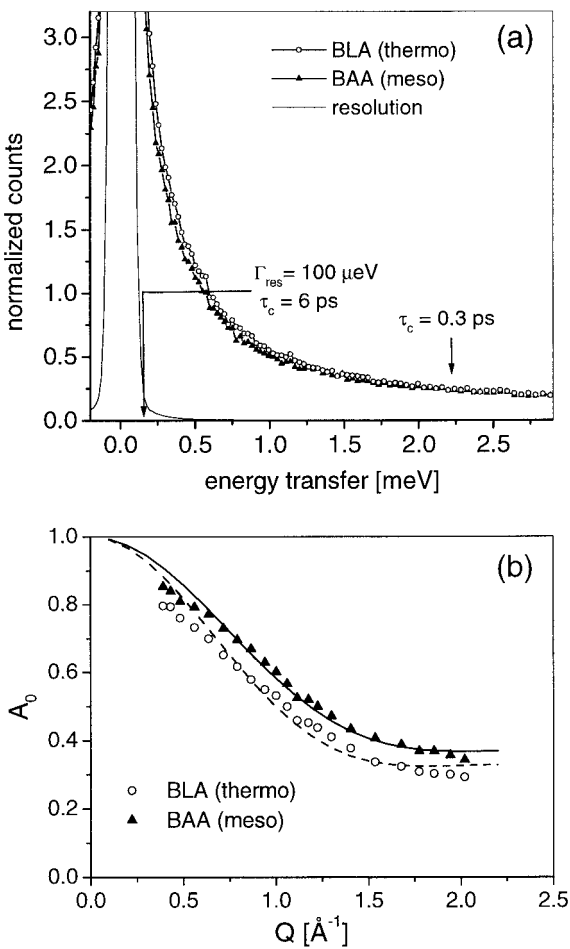 (a)
BLA (thermo)
BAA (meso)
resolution
3.0
2.5
2.0
1.5
1.0
0.5
0.0
normalized counts
Γres = 100 μeV
τc = 6 ps
τc = 0.3 ps
0.0 0.5 1.0 1.5 2.0 2.5
energy transfer [meV]
(b)
1.0
0.8
0.6
0.4
0.2
0.0
A0
BLA (thermo)
BAA (meso)
0.0 0.5 1.0 1.5 2.0 2.5
Q [Å-1]